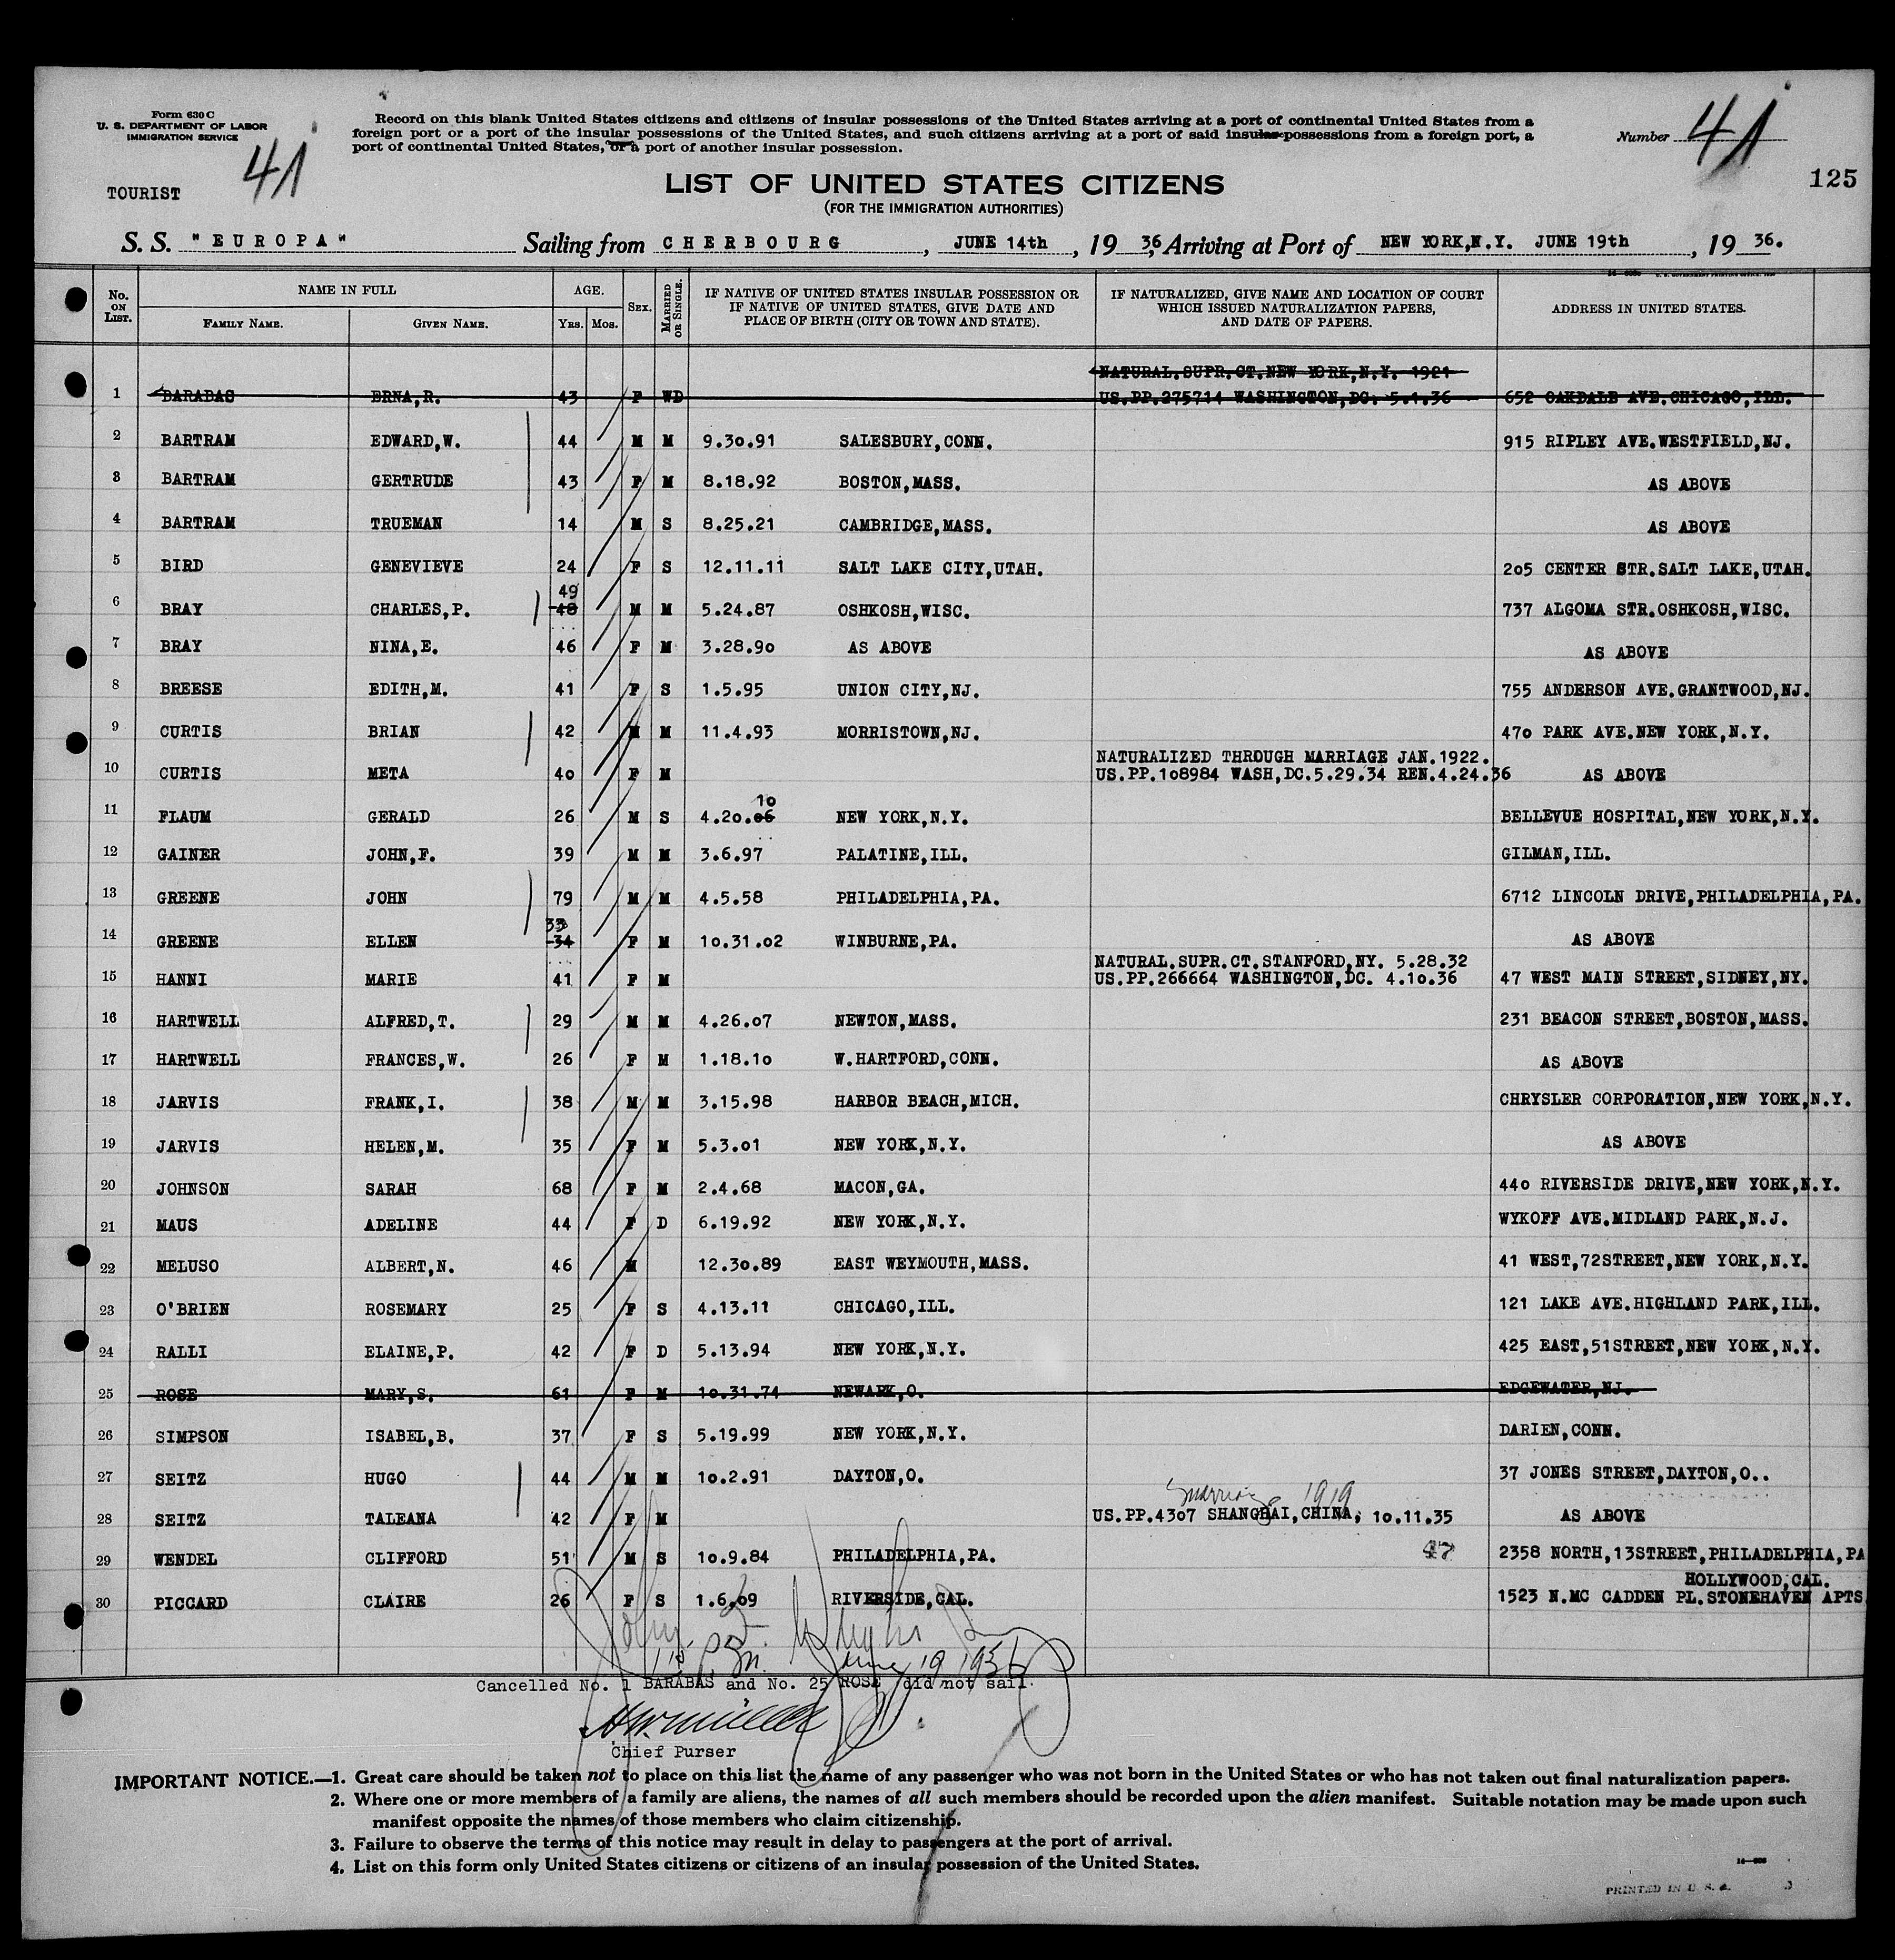 Form 630 C
U. S. DEPARTMENT OF LABOR
IMMIGRATION SERVICE
Record on this blank United States citizens and citizens of insular possessions of the United States arriving at a port of continental United States from a
foreign port or a port of the insular possessions of the United States, and such citizens arriving at a port of said insular possessions from a foreign port, a
port of continental United States, or a port of another insular possession.
Number 41
41
125
TOURIST
LIST OF UNITED STATES CITIZENS
(FOR THE IMMIGRATION AUTHORITIES)
S. S. "EUROPA" Sailing from CHERBOURG, JUNE 14th, 19 36, Arriving at Port of NEW YORK,N.Y. JUNE 19th, 19 36.
No. ON LIST. NAME IN FULL FAMILY NAME. GIVEN NAME. AGE. YRS. MOS. SEX. MARRIED OR SINGLE. IF NATIVE OF UNITED STATES INSULAR POSSESSION OR IF NATIVE OF UNITED STATES, GIVE DATE AND PLACE OF BIRTH (CITY OR TOWN AND STATE). IF NATURALIZED, GIVE NAME AND LOCATION OF COURT WHICH ISSUED NATURALIZATION PAPERS, AND DATE OF PAPERS. ADDRESS IN UNITED STATES.
NATURAL.SUPR.CT.NEW YORK,N.Y. 1921
1 BARABAS ERNA,R. 43 F WD US.PP.275714 WASHINGTON,DC. 5.1.36 652 OAKDALE AVE.CHICAGO,ILL.
2 BARTRAM EDWARD,W. 44 M M 9.30.91 SALESBURY,CONN. 915 RIPLEY AVE.WESTFIELD,NJ.
3 BARTRAM GERTRUDE 43 F M 8.18.92 BOSTON,MASS. AS ABOVE
4 BARTRAM TRUEMAN 14 M S 8.25.21 CAMBRIDGE,MASS. AS ABOVE
5 BIRD GENEVIEVE 24 F S 12.11.11 SALT LAKE CITY,UTAH. 205 CENTER STR.SALT LAKE,UTAH.
49
6 BRAY CHARLES,P. 48 M M 5.24.87 OSHKOSH,WISC. 737 ALGOMA STR.OSHKOSH,WISC.
7 BRAY NINA,E. 46 F M 3.28.90 AS ABOVE AS ABOVE
8 BREESE EDITH,M. 41 F S 1.5.95 UNION CITY,NJ. 755 ANDERSON AVE.GRANTWOOD,NJ.
9 CURTIS BRIAN 42 M M 11.4.93 MORRISTOWN,NJ. 470 PARK AVE.NEW YORK,N.Y.
NATURALIZED THROUGH MARRIAGE JAN.1922.
10 CURTIS META 40 F M US.PP.108984 WASH,DC.5.29.34 REN.4.24.36 AS ABOVE
10
11 FLAUM GERALD 26 M S 4.20.06 NEW YORK,N.Y. BELLEVUE HOSPITAL,NEW YORK,N.Y.
12 GAINER JOHN,F. 39 M M 3.6.97 PALATINE,ILL. GILMAN,ILL.
13 GREENE JOHN 79 M M 4.5.58 PHILADELPHIA,PA. 6712 LINCOLN DRIVE,PHILADELPHIA,PA.
33
14 GREENE ELLEN 34 F M 10.31.02 WINBURNE,PA. AS ABOVE
NATURAL.SUPR.CT.STANFORD,NY. 5.28.32
15 HANNI MARIE 41 F M US.PP.266664 WASHINGTON,DC. 4.10.36 47 WEST MAIN STREET,SIDNEY,NY.
16 HARTWELL ALFRED,T. 29 M M 4.26.07 NEWTON,MASS. 231 BEACON STREET,BOSTON,MASS.
17 HARTWELL FRANCES,W. 26 F M 1.18.10 W.HARTFORD,CONN. AS ABOVE
18 JARVIS FRANK,I. 38 M M 3.15.98 HARBOR BEACH,MICH. CHRYSLER CORPORATION,NEW YORK,N.Y.
19 JARVIS HELEN,M. 35 F M 5.3.01 NEW YORK,N.Y. AS ABOVE
20 JOHNSON SARAH 68 F M 2.4.68 MACON,GA. 440 RIVERSIDE DRIVE,NEW YORK,N.Y.
21 MAUS ADELINE 44 F D 6.19.92 NEW YORK,N.Y. WYKOFF AVE.MIDLAND PARK,N.J.
22 MELUSO ALBERT,N. 46 M 12.30.89 EAST WEYMOUTH,MASS. 41 WEST,72STREET,NEW YORK,N.Y.
23 O'BRIEN ROSEMARY 25 F S 4.13.11 CHICAGO,ILL. 121 LAKE AVE.HIGHLAND PARK,ILL.
24 RALLI ELAINE,P. 42 F D 5.13.94 NEW YORK,N.Y. 425 EAST,51STREET,NEW YORK,N.Y.
25 ROSE MARY,S. 61 F M 10.31.74 NEWARK,O. EDGEWATER,NJ.
26 SIMPSON ISABEL,B. 37 F S 5.19.99 NEW YORK,N.Y. DARIEN,CONN.
27 SEITZ HUGO 44 M M 10.2.91 DAYTON,O. 37 JONES STREET,DAYTON,O..
marriage 1919
28 SEITZ TALEANA 42 F M US.PP.4307 SHANGHAI,CHINA, 10.11.35 AS ABOVE
29 WENDEL CLIFFORD 51 M S 10.9.84 PHILADELPHIA,PA. 47 2358 NORTH,13STREET,PHILADELPHIA,PA
HOLLYWOOD,CAL.
30 PICCARD CLAIRE 26 F S 1.6.09 RIVERSIDE,CAL. 1523 N.MC CADDEN PL.STONEHAVEN APTS
June 19 1936
Cancelled No. 1 BARABAS and No. 25 ROSE did not sail.
Chief Purser
IMPORTANT NOTICE.—1. Great care should be taken not to place on this list the name of any passenger who was not born in the United States or who has not taken out final naturalization papers.
2. Where one or more members of a family are aliens, the names of all such members should be recorded upon the alien manifest. Suitable notation may be made upon such
manifest opposite the names of those members who claim citizenship.
3. Failure to observe the terms of this notice may result in delay to passengers at the port of arrival.
4. List on this form only United States citizens or citizens of an insular possession of the United States.
PRINTED IN U. S. A.